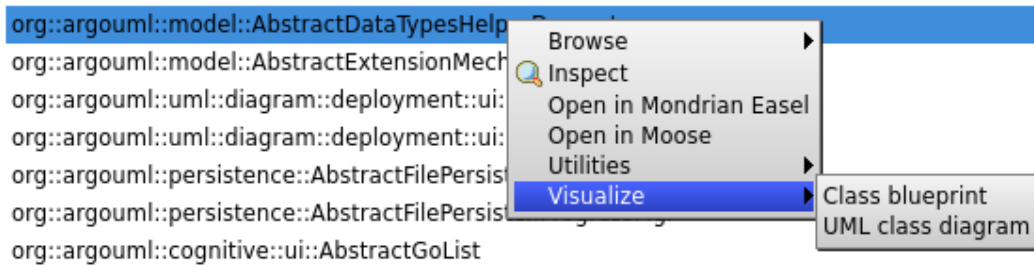 org::argouml::model::AbstractDataTypesHelp
org::argouml::model::AbstractExtensionMech
org::argouml::uml::diagram::deployment::ui:
org::argouml::uml::diagram::deployment::ui:
org::argouml::persistence::AbstractFilePersist
org::argouml::persistence::AbstractFilePersist
org::argouml::cognitive::ui::AbstractGoList
Browse
Inspect
Open in Mondrian Easel
Open in Moose
Utilities
Visualize
Class blueprint
UML class diagram